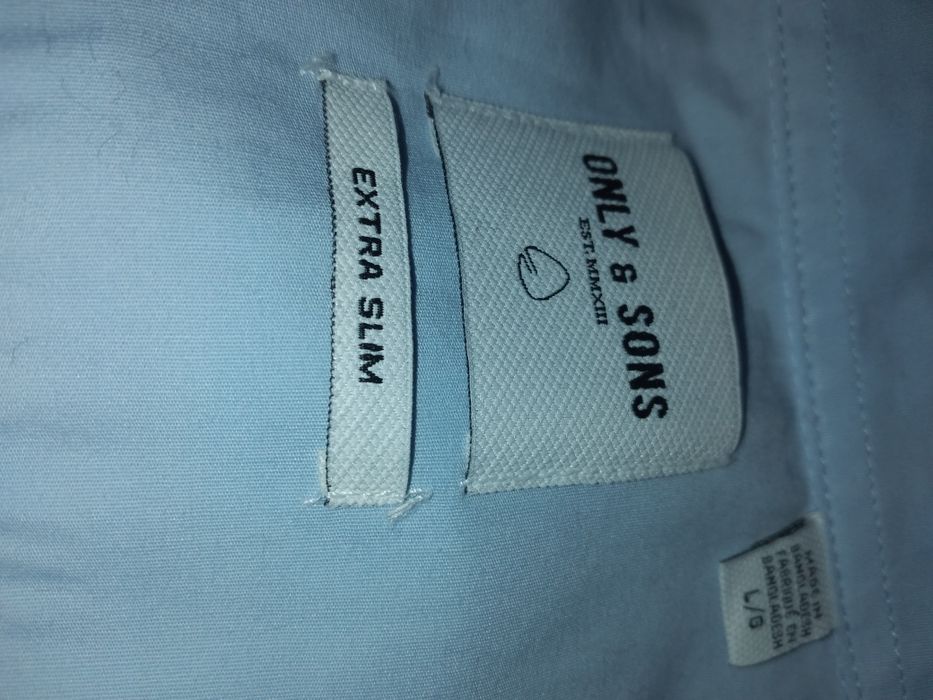 ONLY & SONS
EST. MMXIII
EXTRA SLIM
MADE IN
BANGLADESH
FABRIQUÉ EN
BANGLADESH
L/G